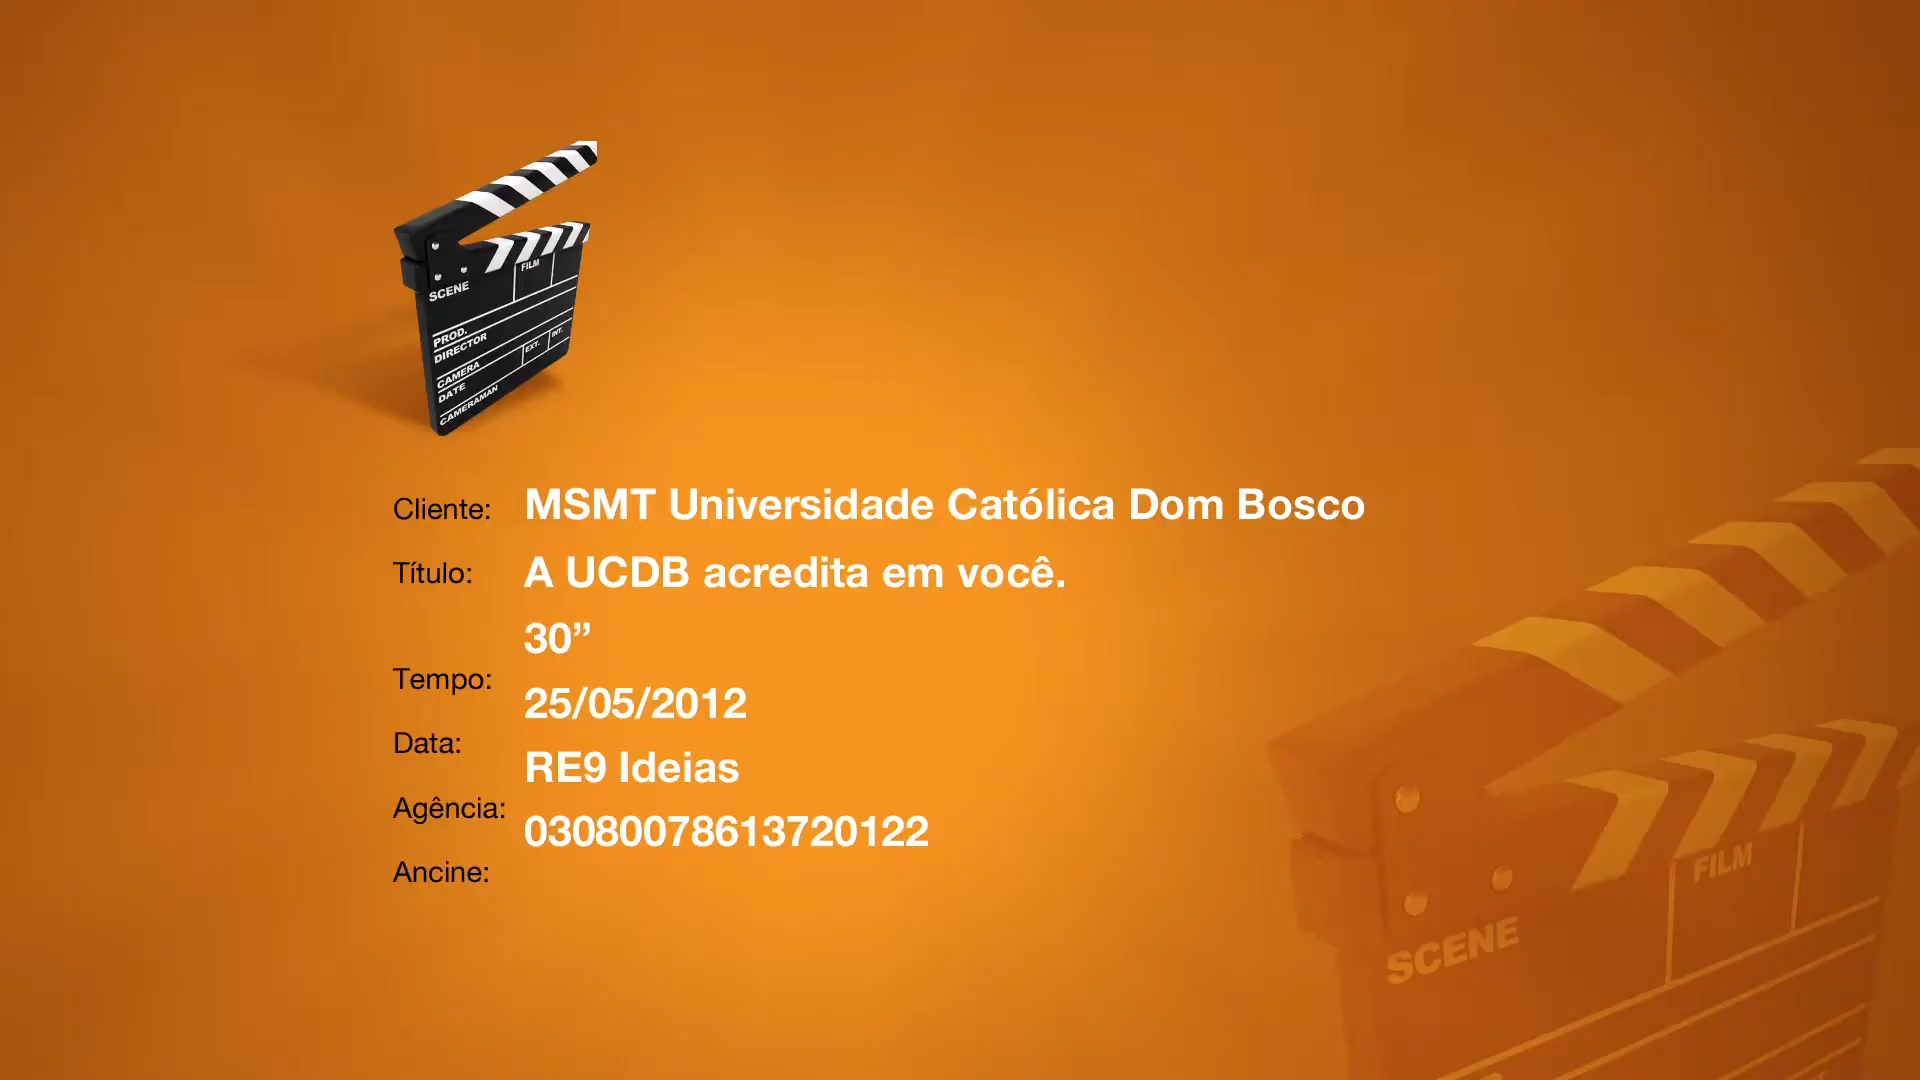 FILM
SCENE
PROD.
DIRECTOR
EXT.
INT.
CAMERA
DATE
CAMERAMAN
Cliente: MSMT Universidade Católica Dom Bosco
Título: A UCDB acredita em você.
30”
Tempo:
25/05/2012
Data:
RE9 Ideias
Agência:
03080078613720122
Ancine:
FILM
SCENE